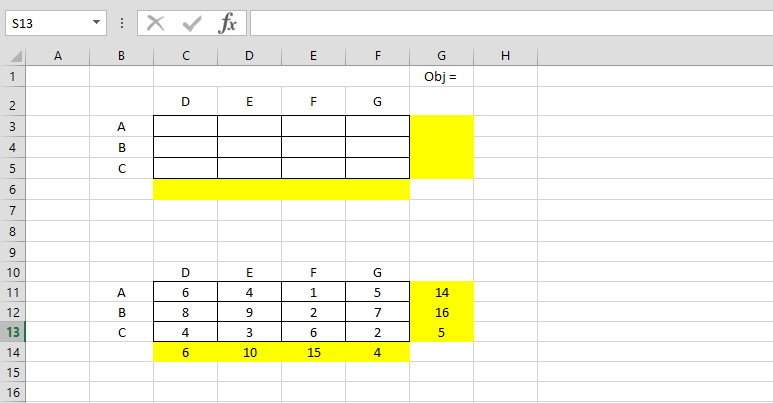 S13 fx
A B C D E F G H
1 Obj =
2 D E F G
3 A
4 B
5 C
6
7
8
9
10 D E F G
11 A 6 4 1 5 14
12 B 8 9 2 7 16
13 C 4 3 6 2 5
14 6 10 15 4
15
16